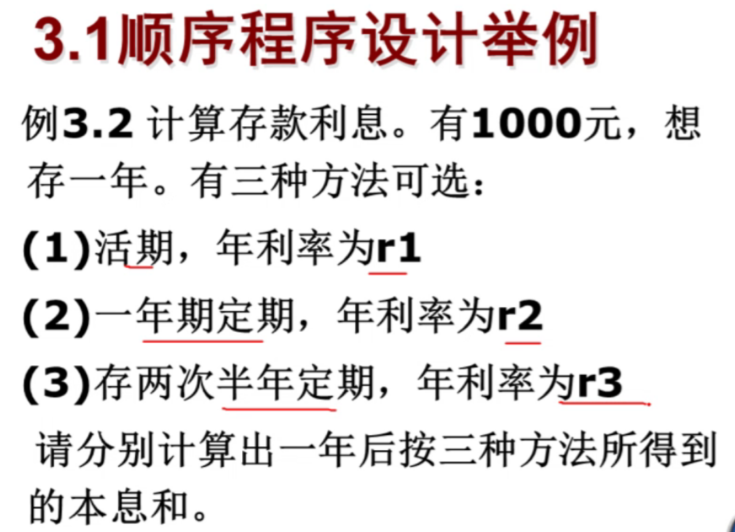 3.1顺序程序设计举例
例3.2 计算存款利息。有1000元，想
存一年。有三种方法可选：
(1)活期，年利率为r1
(2)一年期定期，年利率为r2
(3)存两次半年定期，年利率为r3
请分别计算出一年后按三种方法所得到
的本息和。